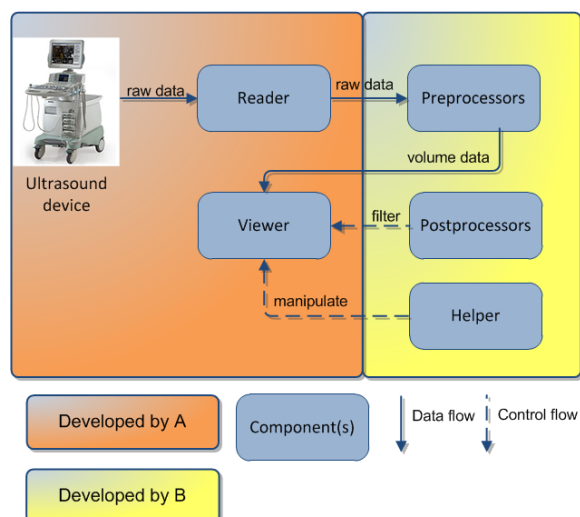 raw data
Reader
raw data
Preprocessors
volume data
Ultrasound
device
Viewer
filter
Postprocessors
manipulate
Helper
Developed by A
Component(s)
Data flow
Control flow
Developed by B